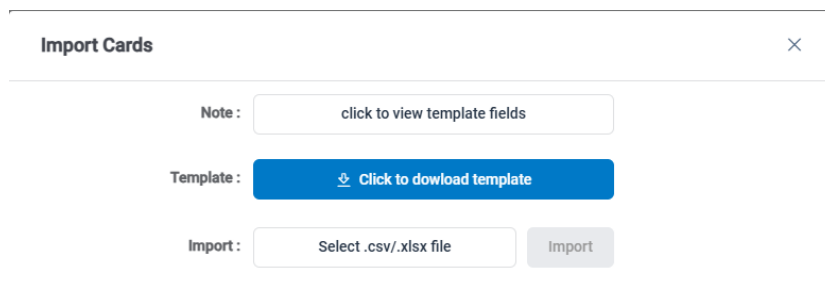 Import Cards
Note :
click to view template fields
Template :
Click to dowload template
Import :
Select .csv/.xlsx file
Import